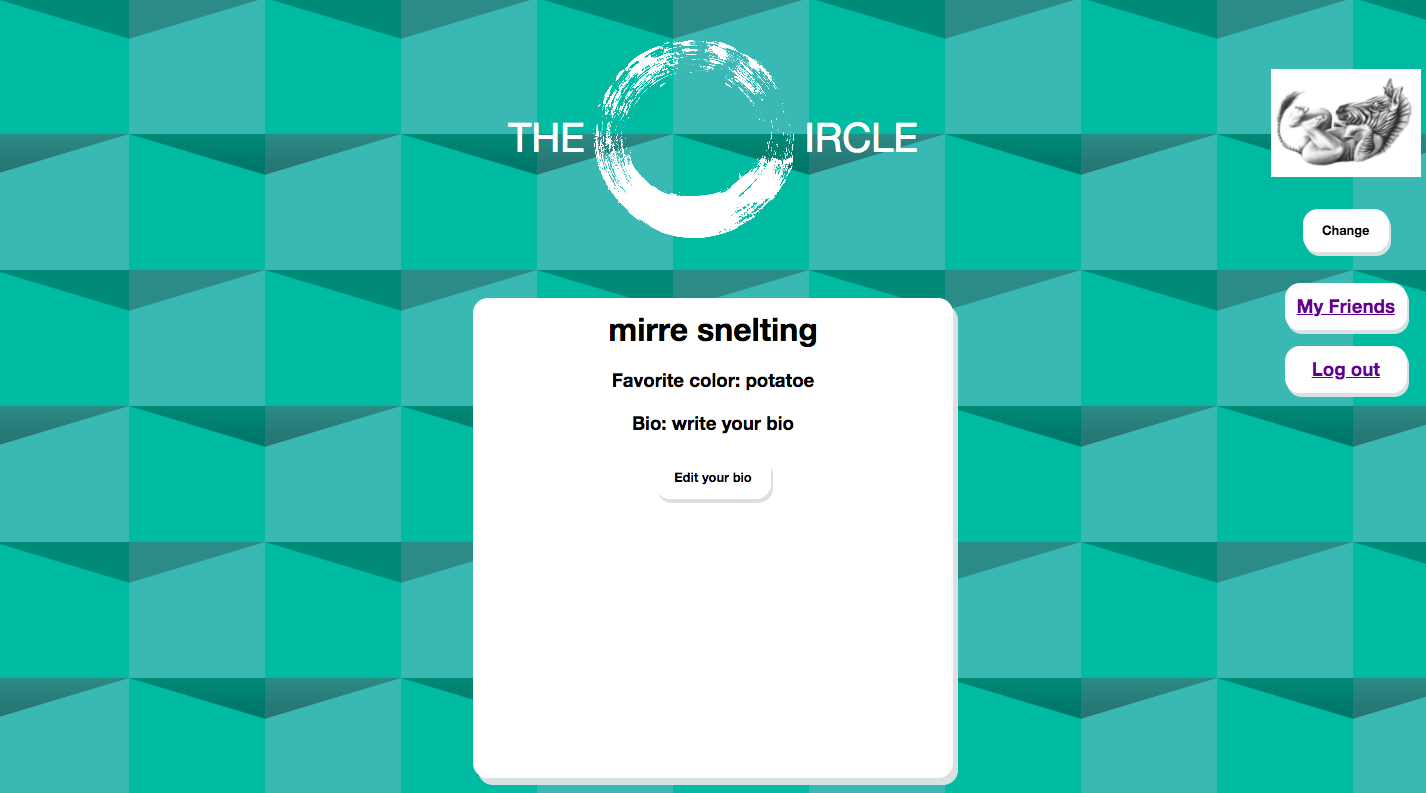 THE IRCLE
Change
My Friends
Log out
mirre snelting
Favorite color: potatoe
Bio: write your bio
Edit your bio